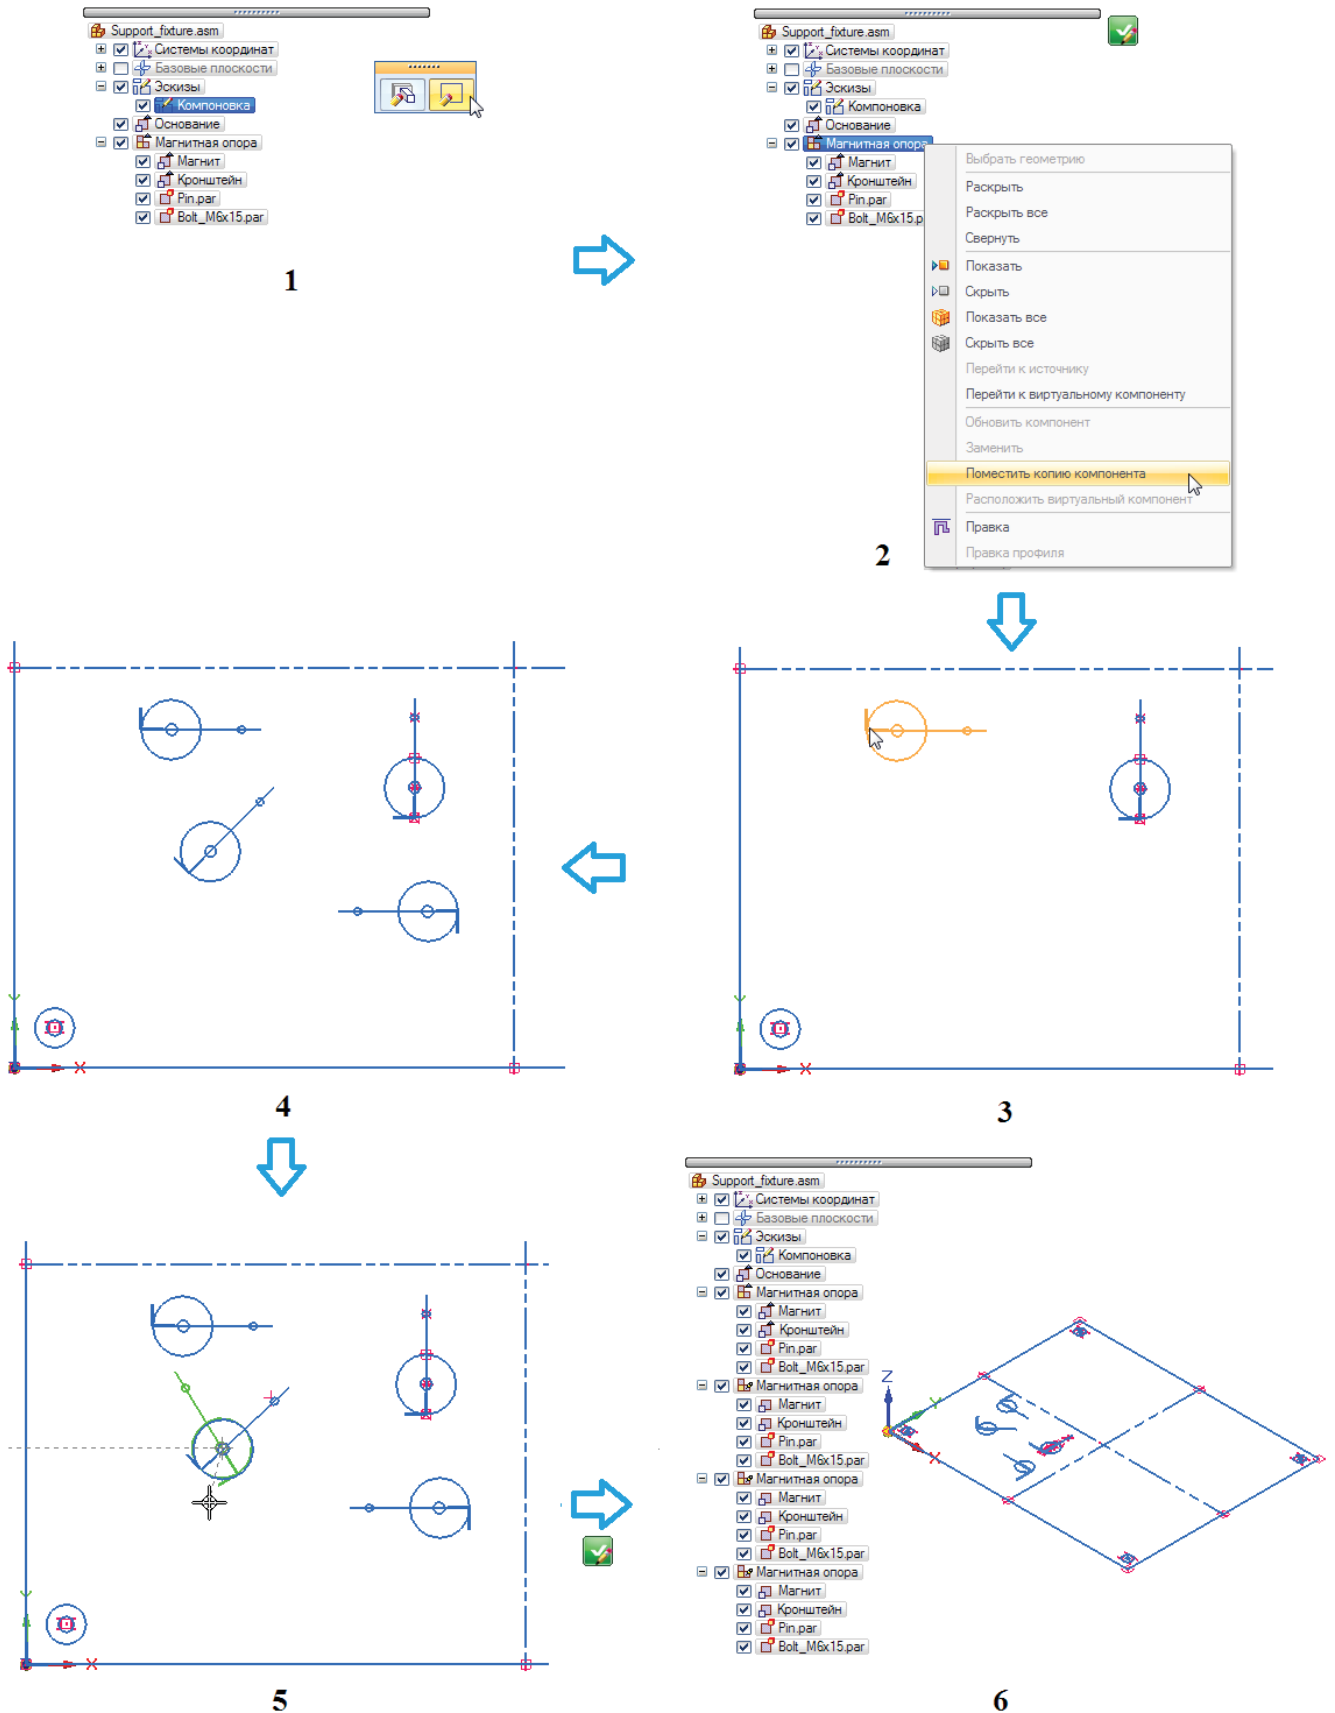 Support_fixture.asm
Системы координат
Базовые плоскости
Эскизы
Компоновка
Основание
Магнитная опора
Магнит
Кронштейн
Pin.par
Bolt_M6x15.par
1
Support_fixture.asm
Системы координат
Базовые плоскости
Эскизы
Компоновка
Основание
Магнитная опора
Магнит
Кронштейн
Pin.par
Bolt_M6x15.p
Выбрать геометрию
Раскрыть
Раскрыть все
Свернуть
Показать
Скрыть
Показать все
Скрыть все
Перейти к источнику
Перейти к виртуальному компоненту
Обновить компонент
Заменить
Поместить копию компонента
Расположить виртуальный компонент
Правка
Правка профиля
2
Y
X
4
Y
X
3
Y
X
5
Support_fixture.asm
Системы координат
Базовые плоскости
Эскизы
Компоновка
Основание
Магнитная опора
Магнит
Кронштейн
Pin.par
Bolt_M6x15.par
Магнитная опора
Магнит
Кронштейн
Pin.par
Bolt_M6x15.par
Магнитная опора
Магнит
Кронштейн
Pin.par
Bolt_M6x15.par
Магнитная опора
Магнит
Кронштейн
Pin.par
Bolt_M6x15.par
Z
Y
X
6